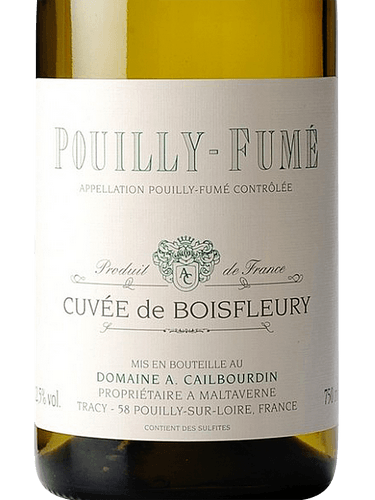 POUILLY-FUMÉ
APPELLATION POUILLY-FUMÉ CONTRÔLÉE
Produit de France
AC
CUVÉE de BOISFLEURY
MIS EN BOUTEILLE AU
DOMAINE A. CAILBOURDIN
PROPRIÉTAIRE A MALTAVERNE
TRACY - 58 POUILLY-SUR-LOIRE, FRANCE
vol.
CONTIENT DES SULFITES